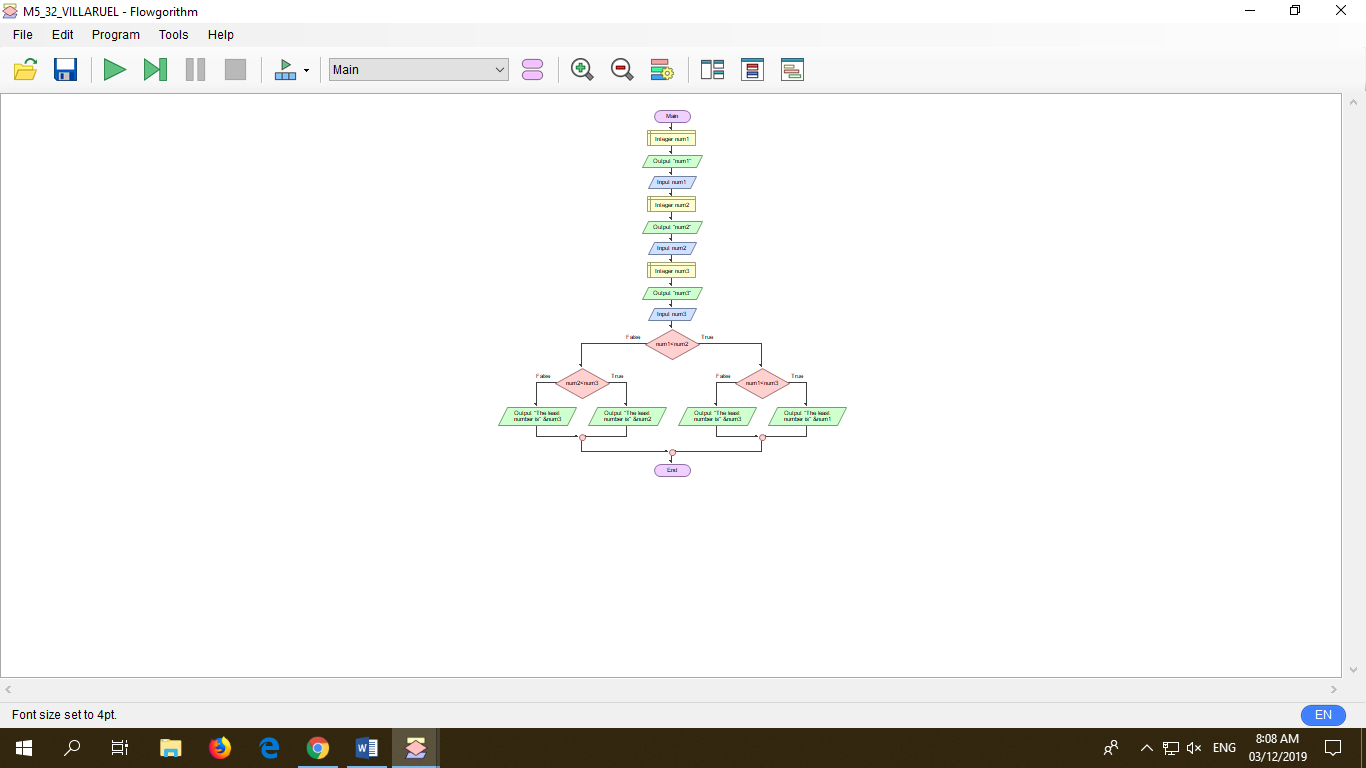 M5_32_VILLARUEL - Flowgorithm
File Edit Program Tools Help
Main
Main
Integer num1
Output "num1"
Input num1
Integer num2
Output "num2"
Input num2
Integer num3
Output "num3"
Input num3
False num1<num2 True
False num2<num3 True
False num1<num3 True
Output "The least
number is" &num3
Output "The least
number is" &num2
Output "The least
number is" &num3
Output "The least
number is" &num1
End
Font size set to 4pt.
EN
W
ENG
8:08 AM
03/12/2019